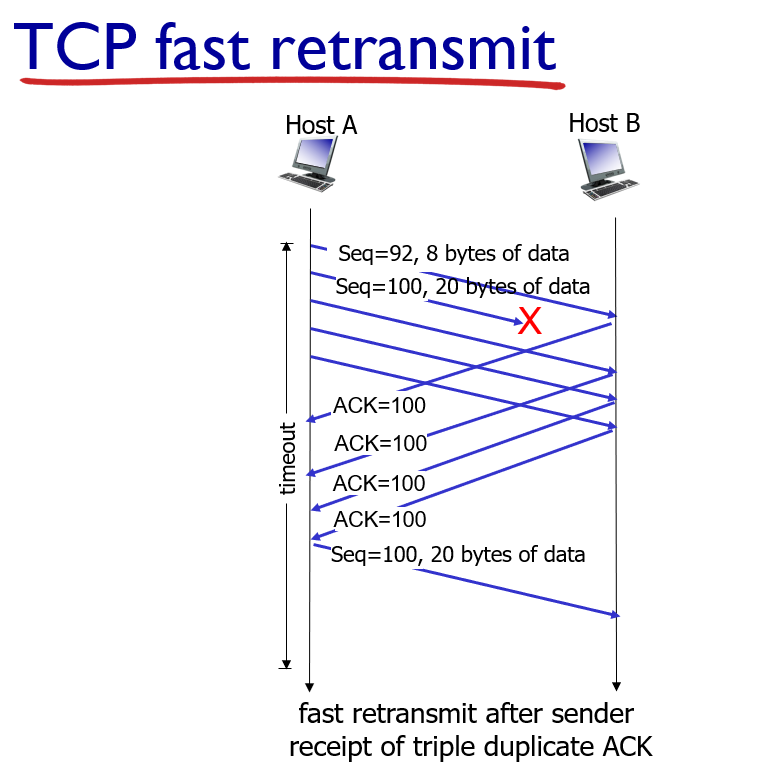 TCP fast retransmit
Host A
Host B
Seq=92, 8 bytes of data
Seq=100, 20 bytes of data
X
ACK=100
ACK=100
timeout
ACK=100
ACK=100
Seq=100, 20 bytes of data
fast retransmit after sender
receipt of triple duplicate ACK